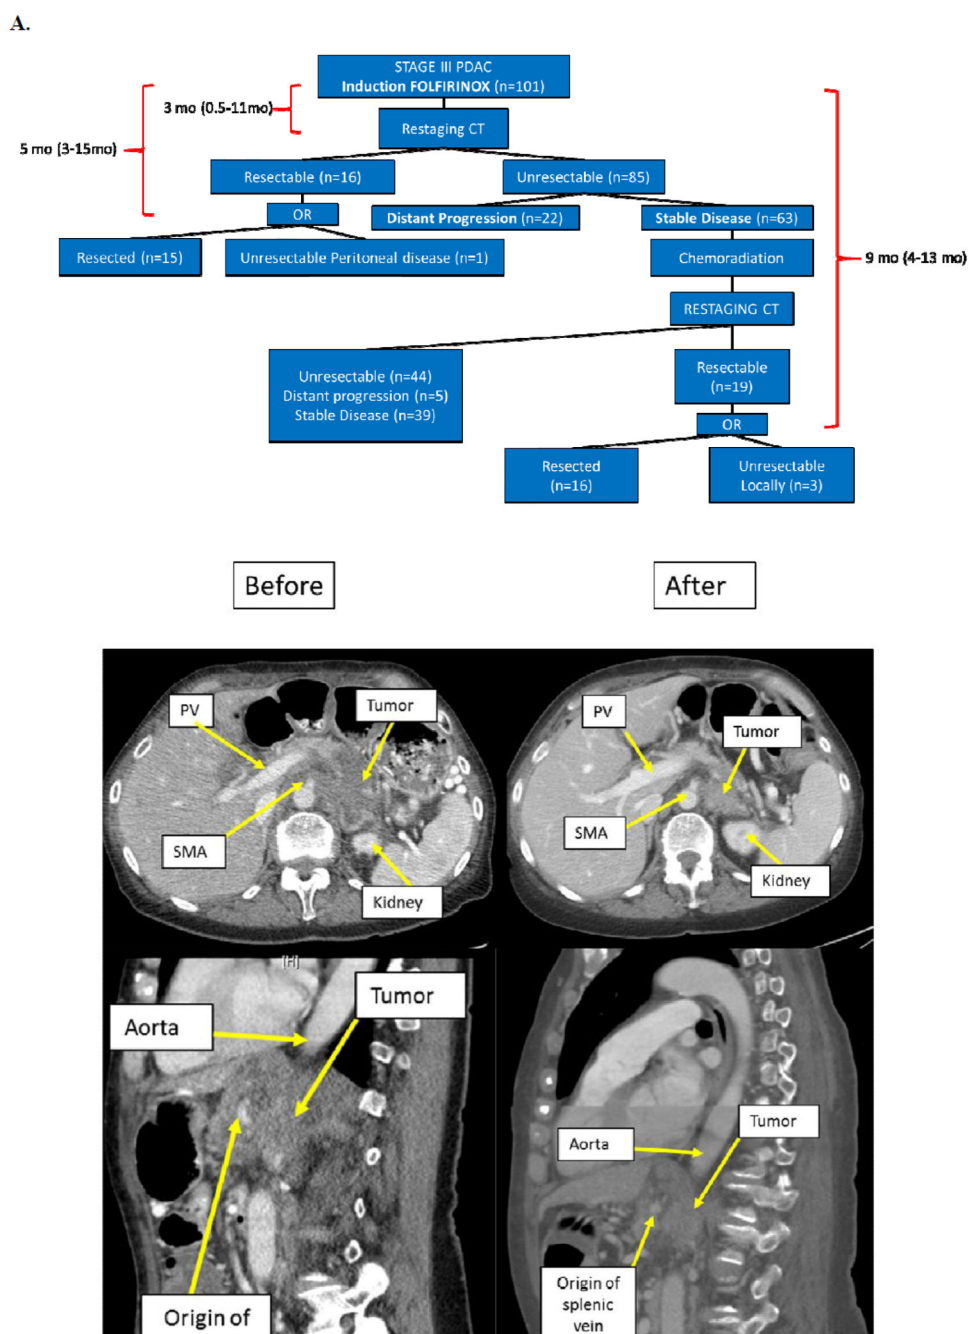 A.
STAGE III PDAC
Induction FOLFIRINOX (n=101)
3 mo (0.5-11mo)
Restaging CT
5 mo (3-15mo)
Resectable (n=16)
Unresectable (n=85)
OR
Distant Progression (n=22)
Stable Disease (n=63)
Resected (n=15)
Unresectable Peritoneal disease (n=1)
Chemoradiation
9 mo (4-13 mo)
RESTAGING CT
Unresectable (n=44)
Distant progression (n=5)
Stable Disease (n=39)
Resectable
(n=19)
OR
Resected
(n=16)
Unresectable
Locally (n=3)
Before
After
PV
Tumor
SMA
Kidney
PV
Tumor
SMA
Kidney
[H]
Aorta
Tumor
Origin of
Tumor
Aorta
Origin of
splenic
vein